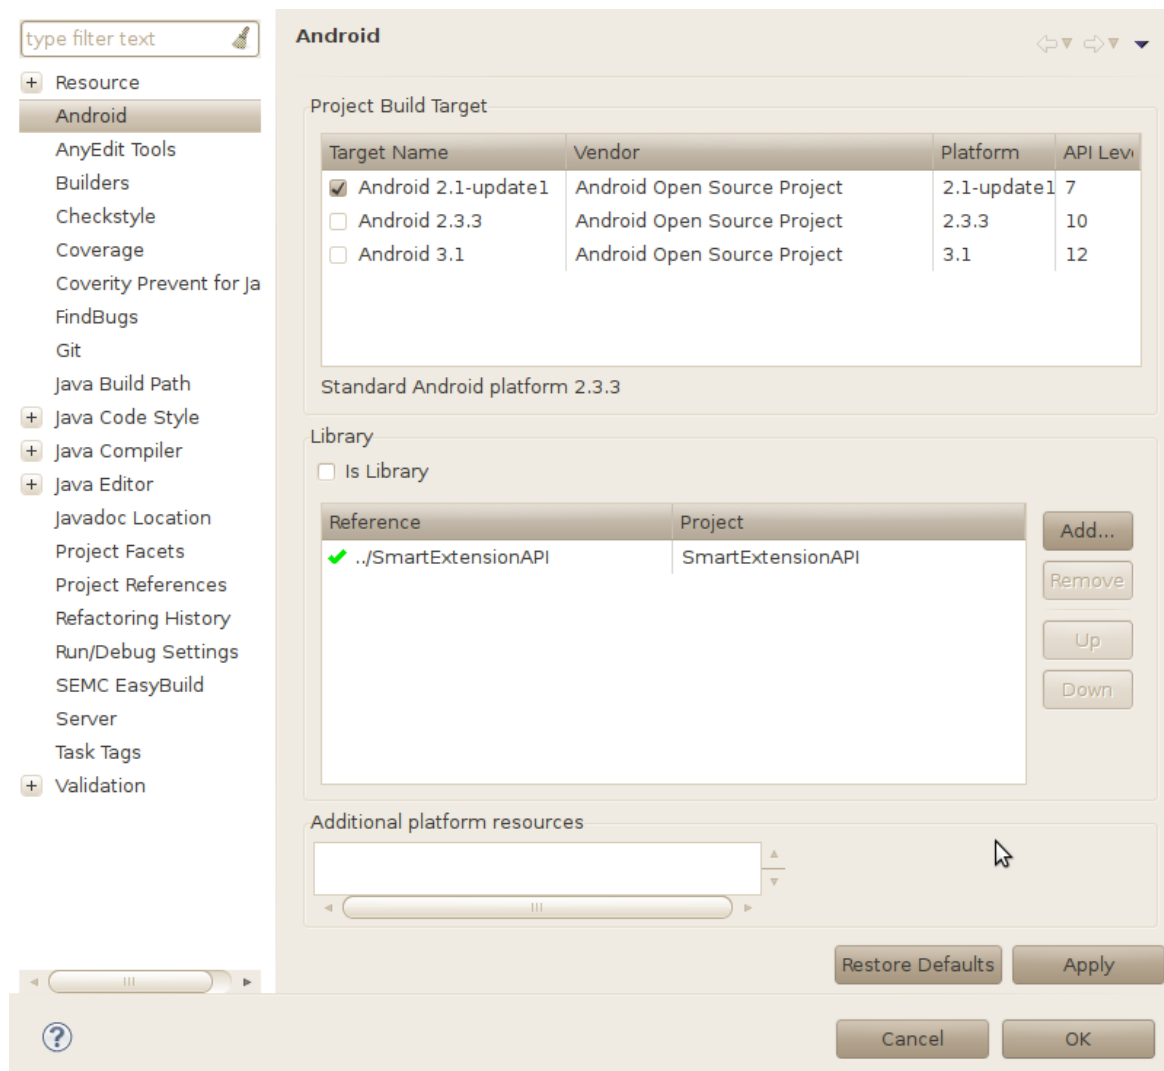 type filter text
Resource
Android
AnyEdit Tools
Builders
Checkstyle
Coverage
Coverity Prevent for Ja
FindBugs
Git
Java Build Path
Java Code Style
Java Compiler
Java Editor
Javadoc Location
Project Facets
Project References
Refactoring History
Run/Debug Settings
SEMC EasyBuild
Server
Task Tags
Validation
Android
Project Build Target
Target Name Vendor Platform API Lev
Android 2.1-update1 Android Open Source Project 2.1-update1 7
Android 2.3.3 Android Open Source Project 2.3.3 10
Android 3.1 Android Open Source Project 3.1 12
Standard Android platform 2.3.3
Library
Is Library
Reference Project
../SmartExtensionAPI SmartExtensionAPI
Add...
Remove
Up
Down
Additional platform resources
Restore Defaults Apply
? Cancel OK